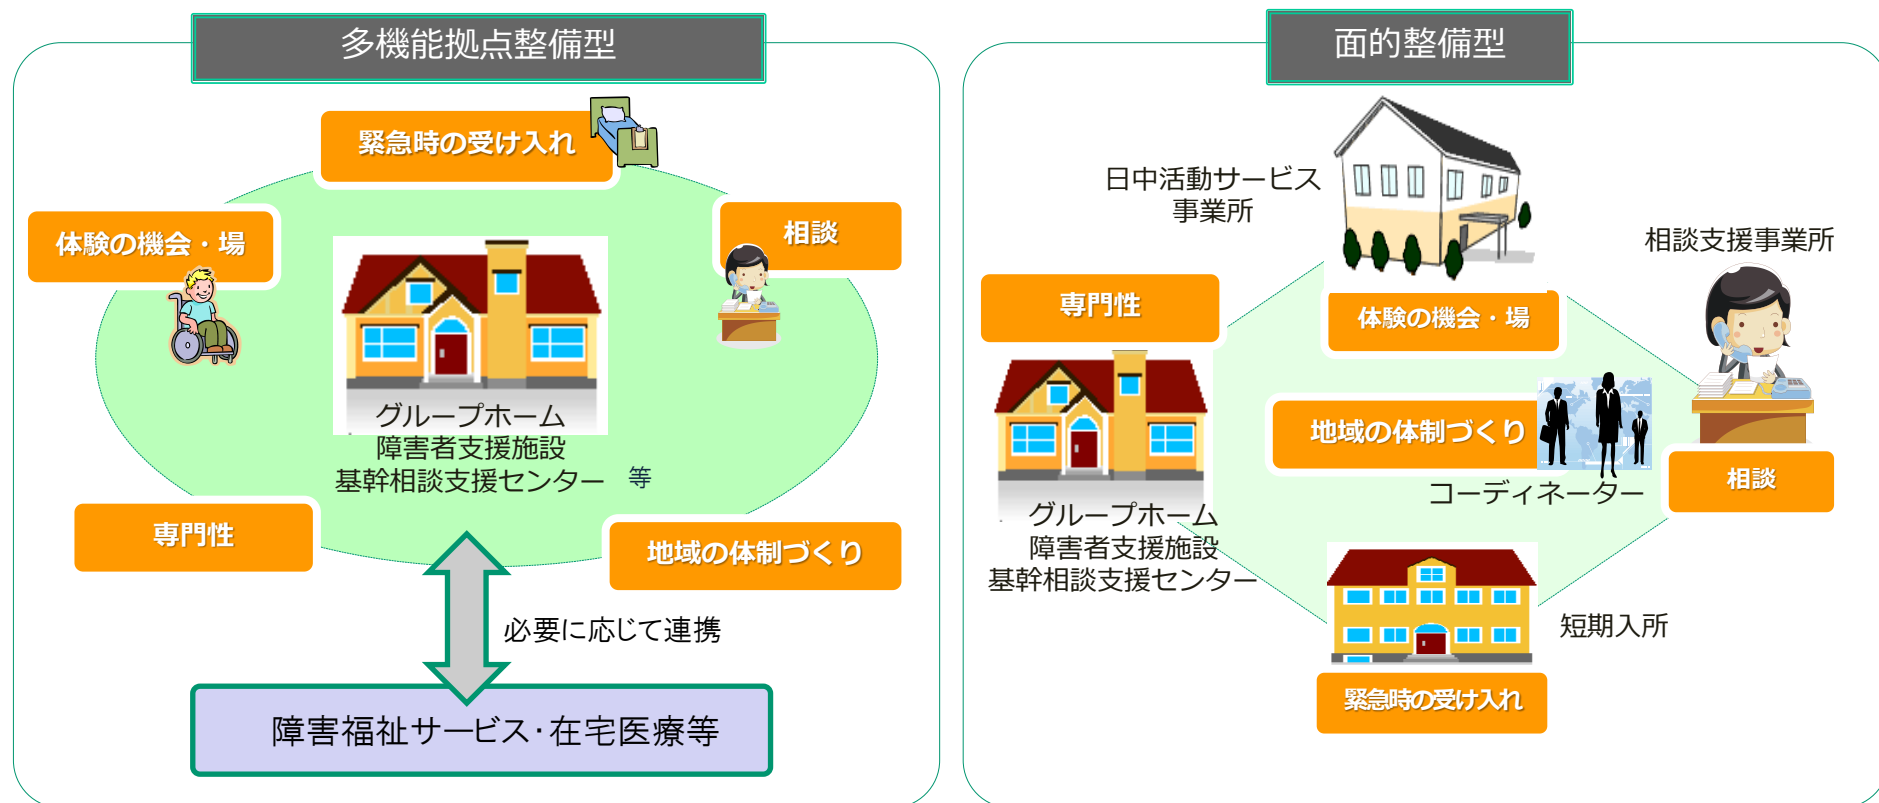 多機能拠点整備型
緊急時の受け入れ
体験の機会・場
相談
グループホーム
障害者支援施設
基幹相談支援センター 等
専門性
地域の体制づくり
必要に応じて連携
障害福祉サービス・在宅医療等
面的整備型
日中活動サービス
事業所
相談支援事業所
専門性
体験の機会・場
地域の体制づくり
コーディネーター
相談
グループホーム
障害者支援施設
基幹相談支援センター
短期入所
緊急時の受け入れ